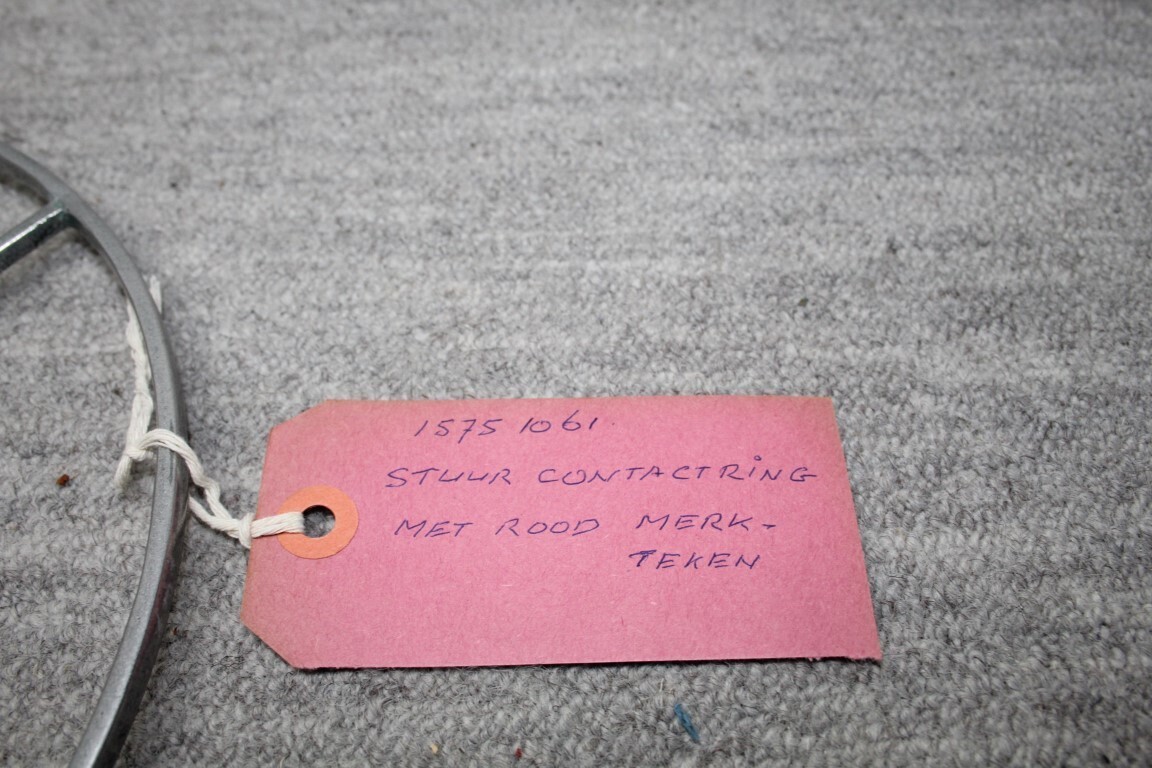 1575 1061.
STUUR CONTACTRING
MET ROOD MERK-
TEKEN